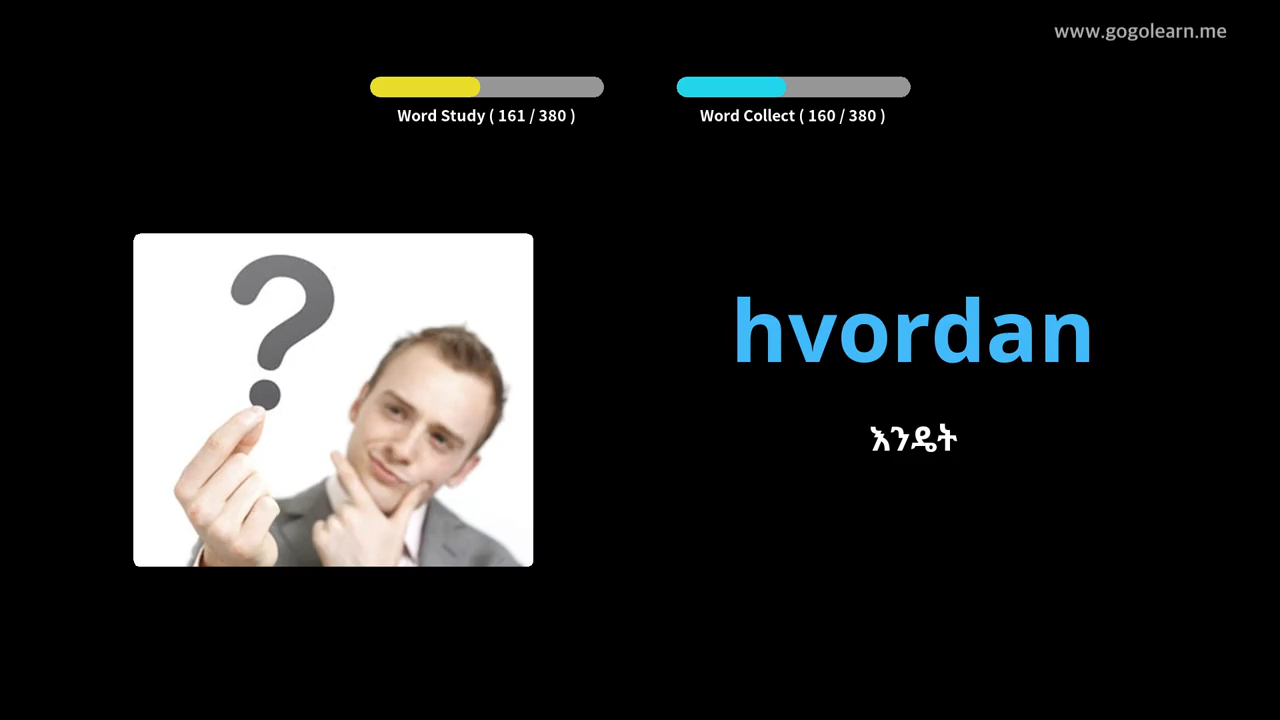 www.gogolearn.me
Word Study ( 161 / 380 )
Word Collect ( 160 / 380 )
?
hvordan
እንዴት